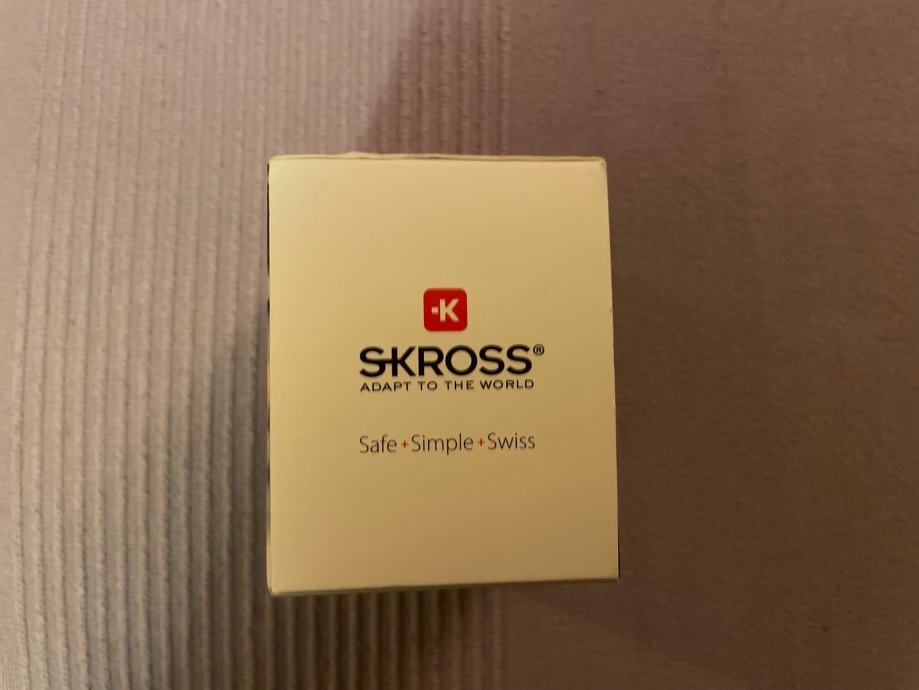 -K
SKROSS®
ADAPT TO THE WORLD
Safe+Simple+Swiss